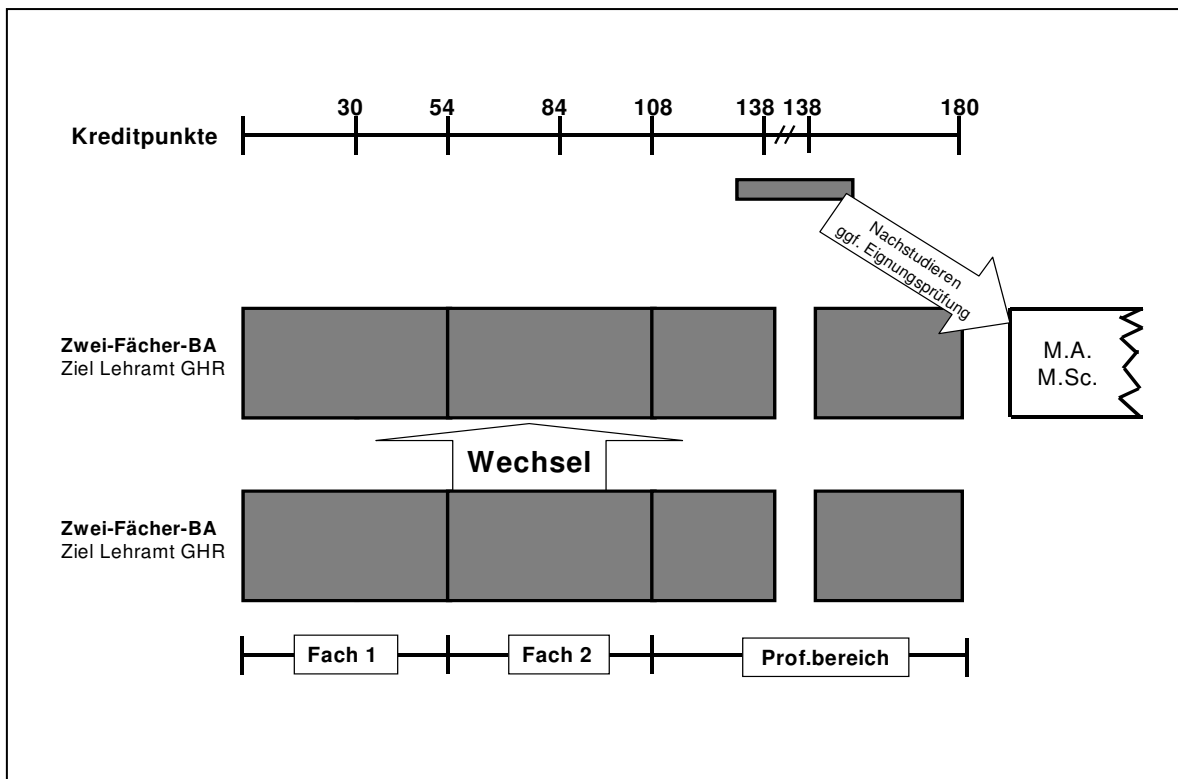 30 54 84 108 138 138 180
Kreditpunkte
Nachstudieren
ggf. Eignungsprüfung
Zwei-Fächer-BA
Ziel Lehramt GHR
M.A.
M.Sc.
Wechsel
Zwei-Fächer-BA
Ziel Lehramt GHR
Fach 1 Fach 2 Prof.bereich